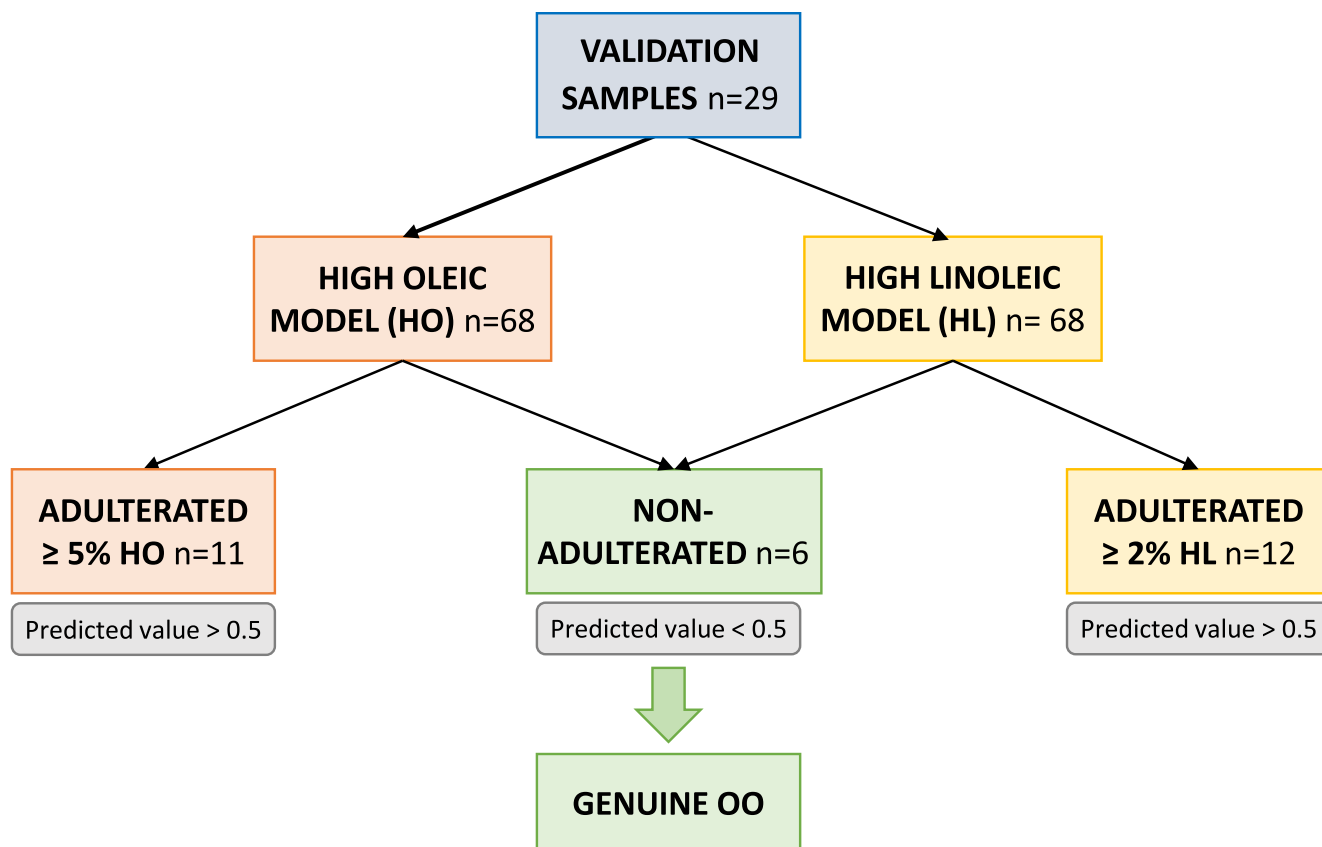 VALIDATION
SAMPLES n=29
HIGH OLEIC
MODEL (HO) n=68
HIGH LINOLEIC
MODEL (HL) n= 68
ADULTERATED
≥ 5% HO n=11
NON-
ADULTERATED n=6
ADULTERATED
≥ 2% HL n=12
Predicted value > 0.5
Predicted value < 0.5
Predicted value > 0.5
GENUINE OO